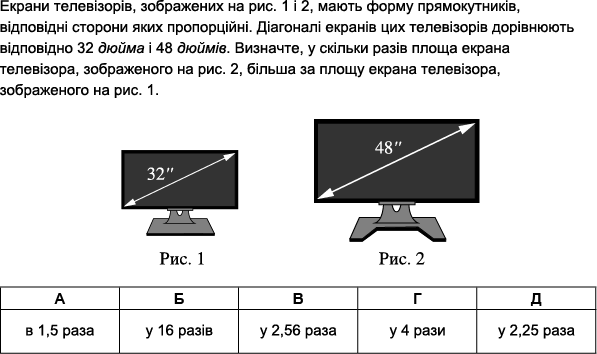 Екрани телевізорів, зображених на рис. 1 і 2, мають форму прямокутників,
відповідні сторони яких пропорційні. Діагоналі екранів цих телевізорів дорівнюють
відповідно 32 дюйма і 48 дюймів. Визначте, у скільки разів площа екрана
телевізора, зображеного на рис. 2, більша за площу екрана телевізора,
зображеного на рис. 1.
32″
48″
Рис. 1
Рис. 2
А Б В Г Д
в 1,5 раза у 16 разів у 2,56 раза у 4 рази у 2,25 раза